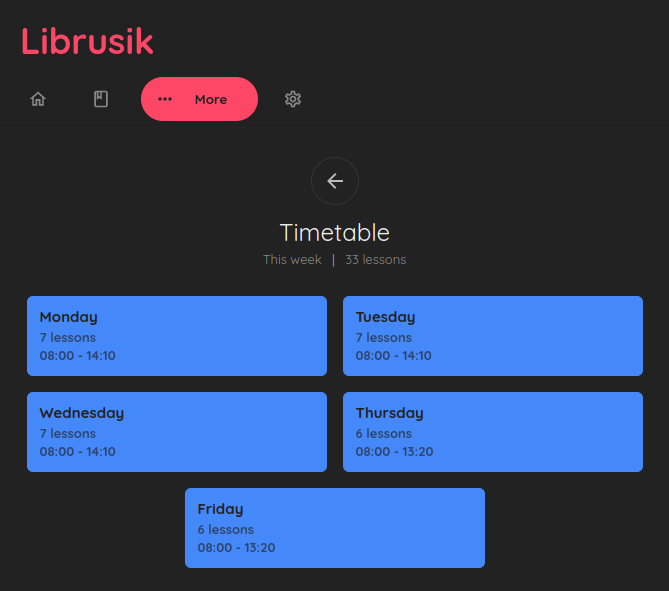 Librusik
More
Timetable
This week | 33 lessons
Monday
7 lessons
08:00 - 14:10
Tuesday
7 lessons
08:00 - 14:10
Wednesday
7 lessons
08:00 - 14:10
Thursday
6 lessons
08:00 - 13:20
Friday
6 lessons
08:00 - 13:20